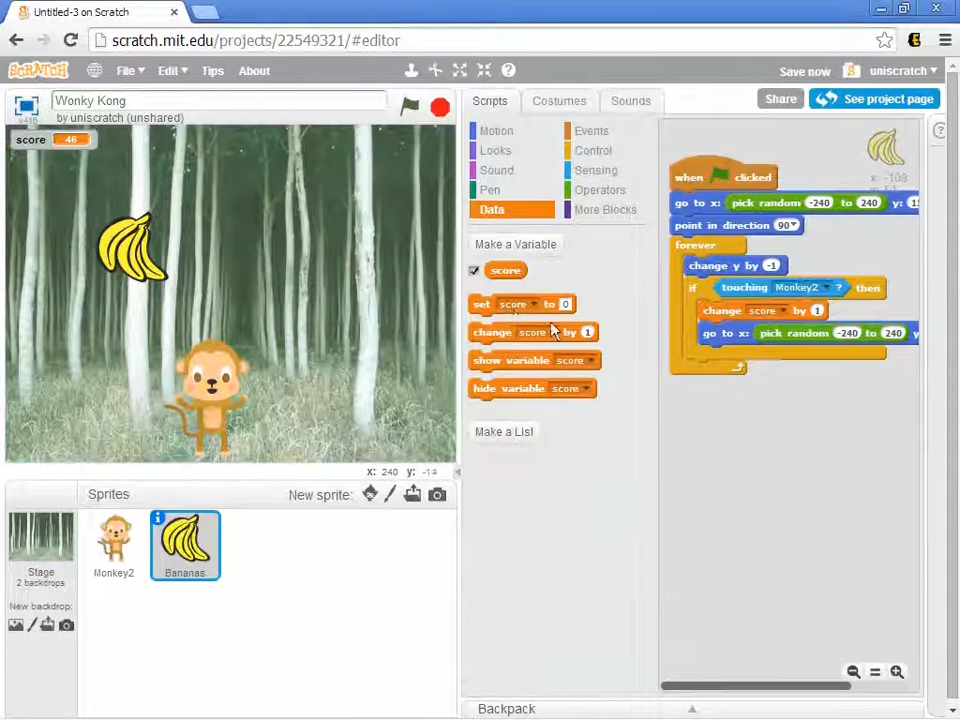 Untitled-3 on Scratch
scratch.mit.edu/projects/22549321/#editor
SCRATCH File Edit Tips About Save now uniscratch
v416 Wonky Kong
by uniscratch (unshared)
Scripts Costumes Sounds Share See project page
score 46
Motion Events
Looks Control
Sound Sensing
Pen Operators
Data More Blocks
Make a Variable
score
set score to 0
change score by 1
show variable score
hide variable score
Make a List
x: -108
when clicked
go to x: pick random -240 to 240 y:
point in direction 90
forever
change y by -1
if touching Monkey2 ? then
change score by 1
go to x: pick random -240 to 240 y
x: 240 y:
Sprites New sprite:
Stage
2 backdrops
New backdrop:
Monkey2
Bananas
Backpack